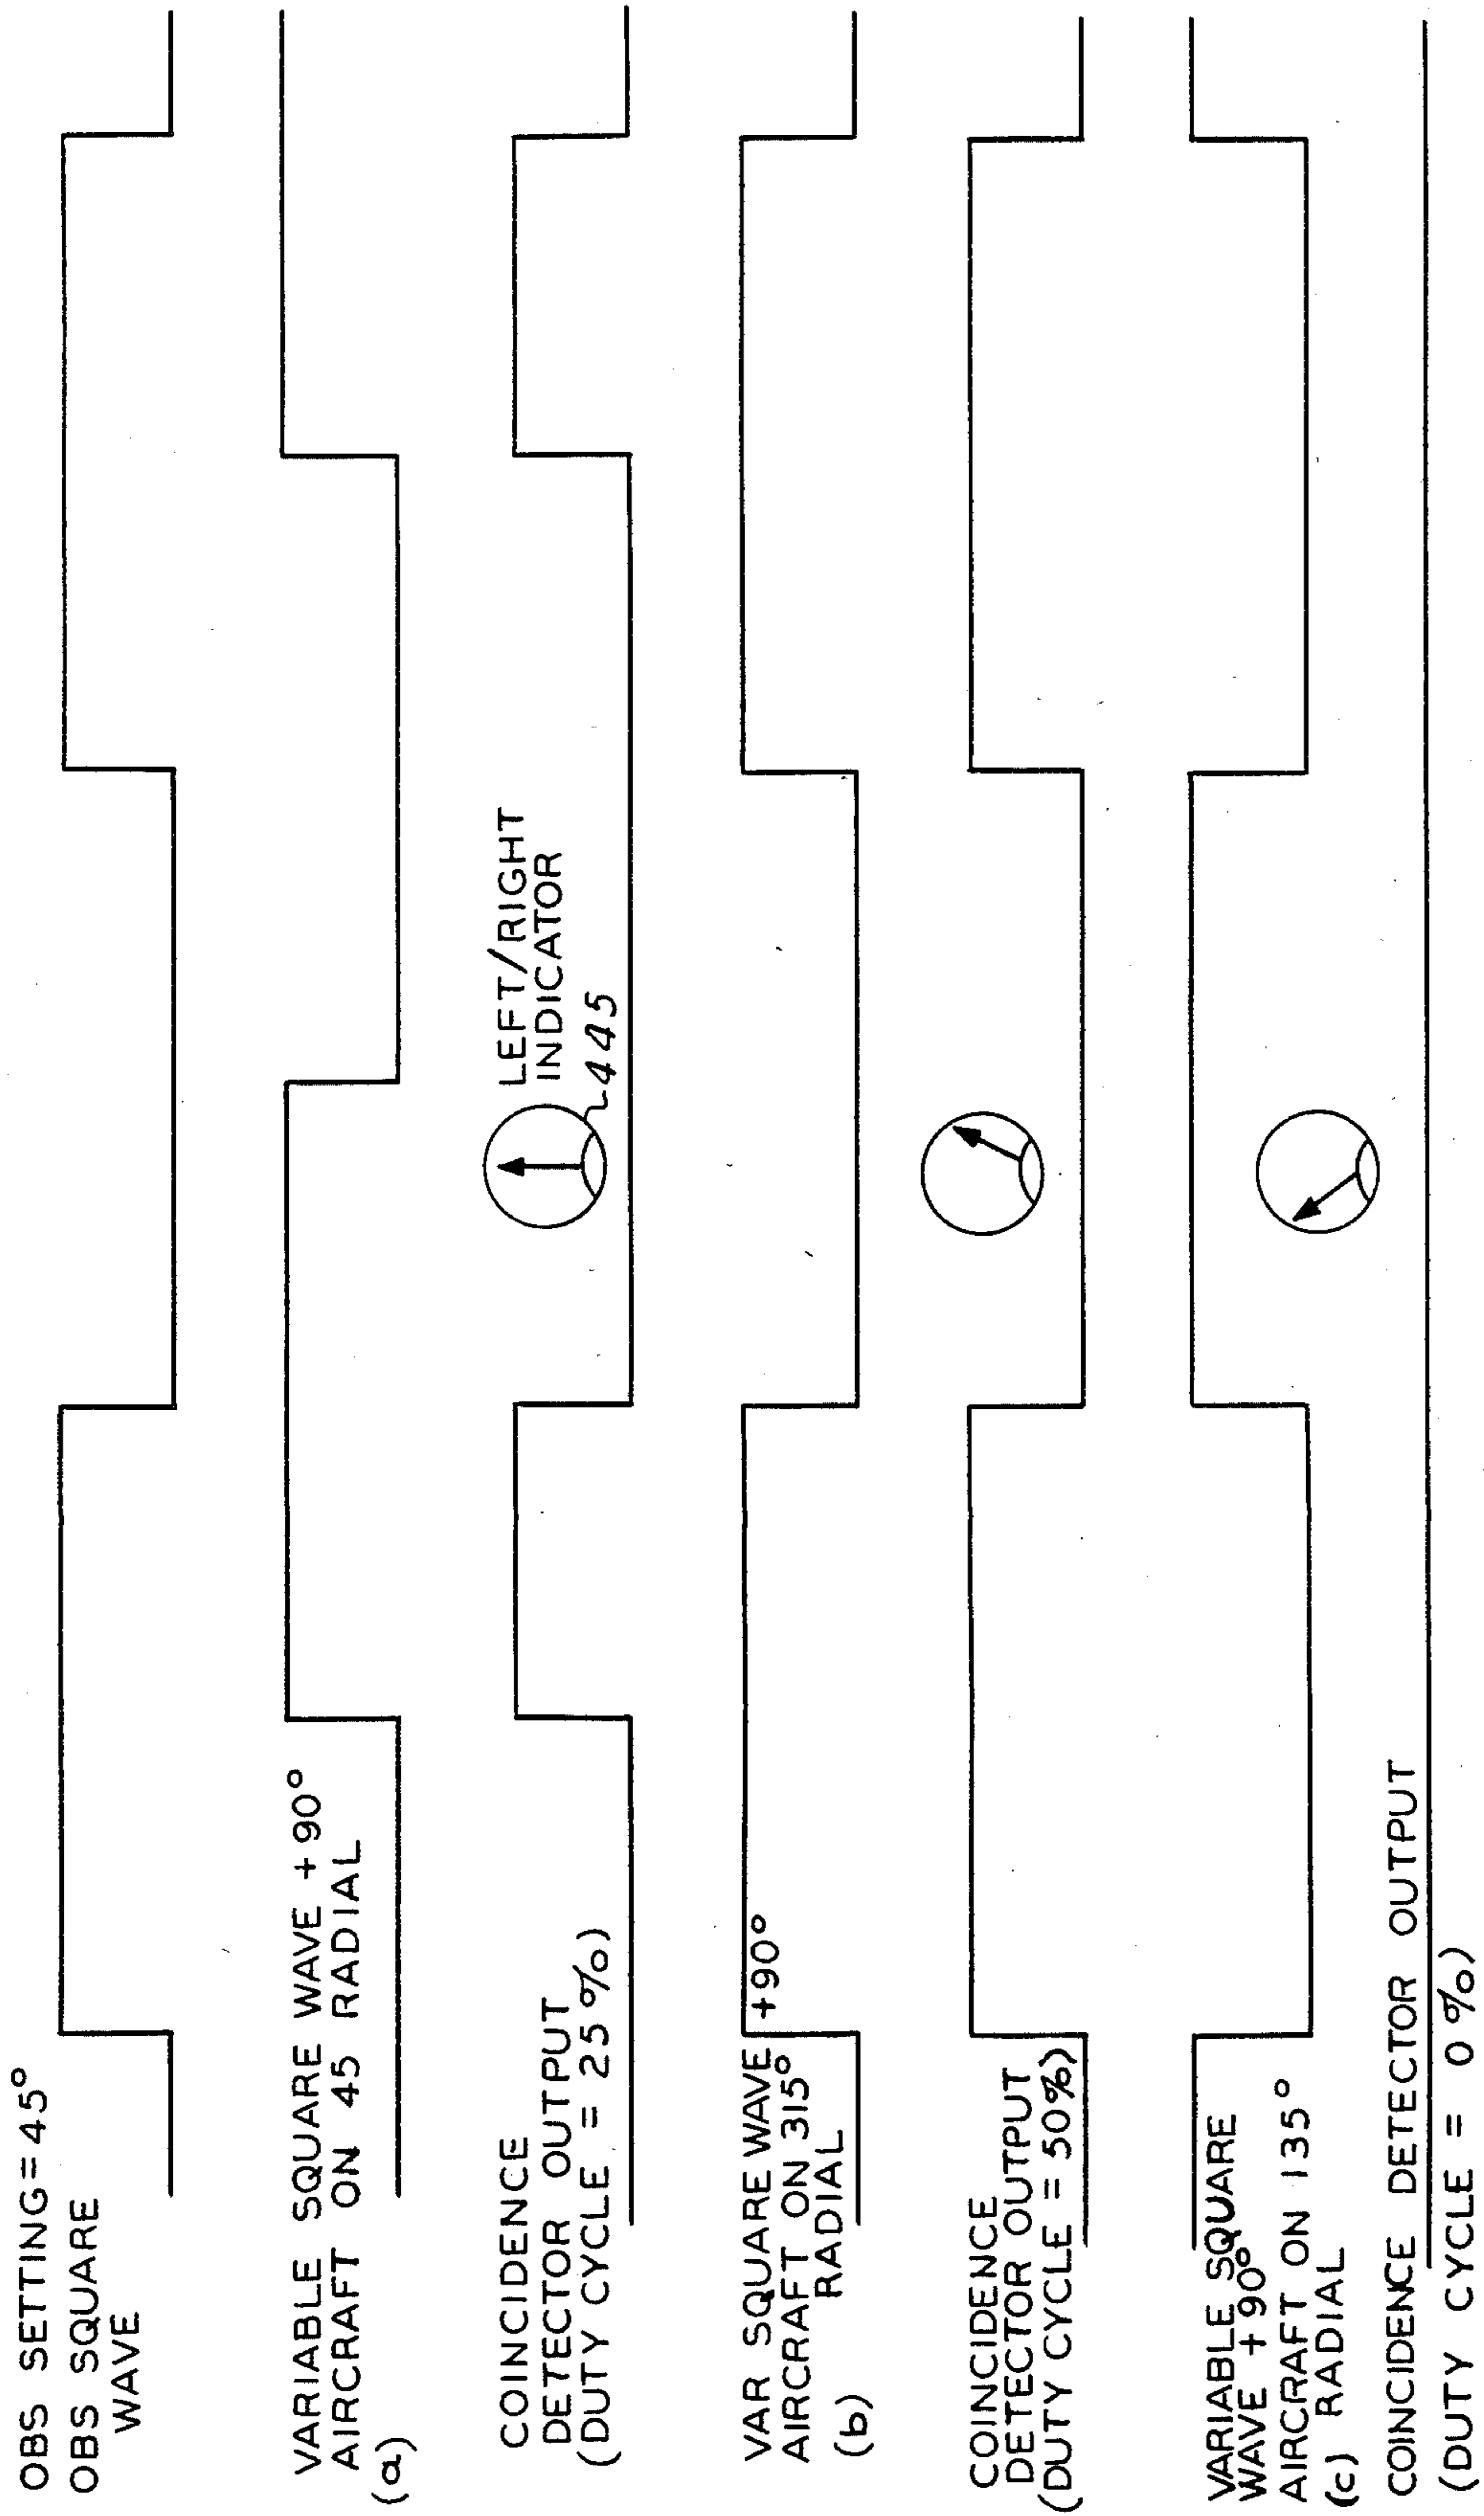 OBS SETTING=45°
OBS SQUARE
WAVE
VARIABLE SQUARE WAVE +90°
AIRCRAFT ON 45 RADIAL
(a)
COINCIDENCE
DETECTOR OUTPUT
(DUTY CYCLE = 25%)
LEFT/RIGHT
INDICATOR
445
VAR SQUARE WAVE +90°
AIRCRAFT ON 315°
RADIAL
(b)
COINCIDENCE
DETECTOR OUTPUT
(DUTY CYCLE = 50%)
VARIABLE SQUARE
WAVE +90°
AIRCRAFT ON 135°
RADIAL
(c)
COINCIDENCE DETECTOR OUTPUT
(DUTY CYCLE = 0%)